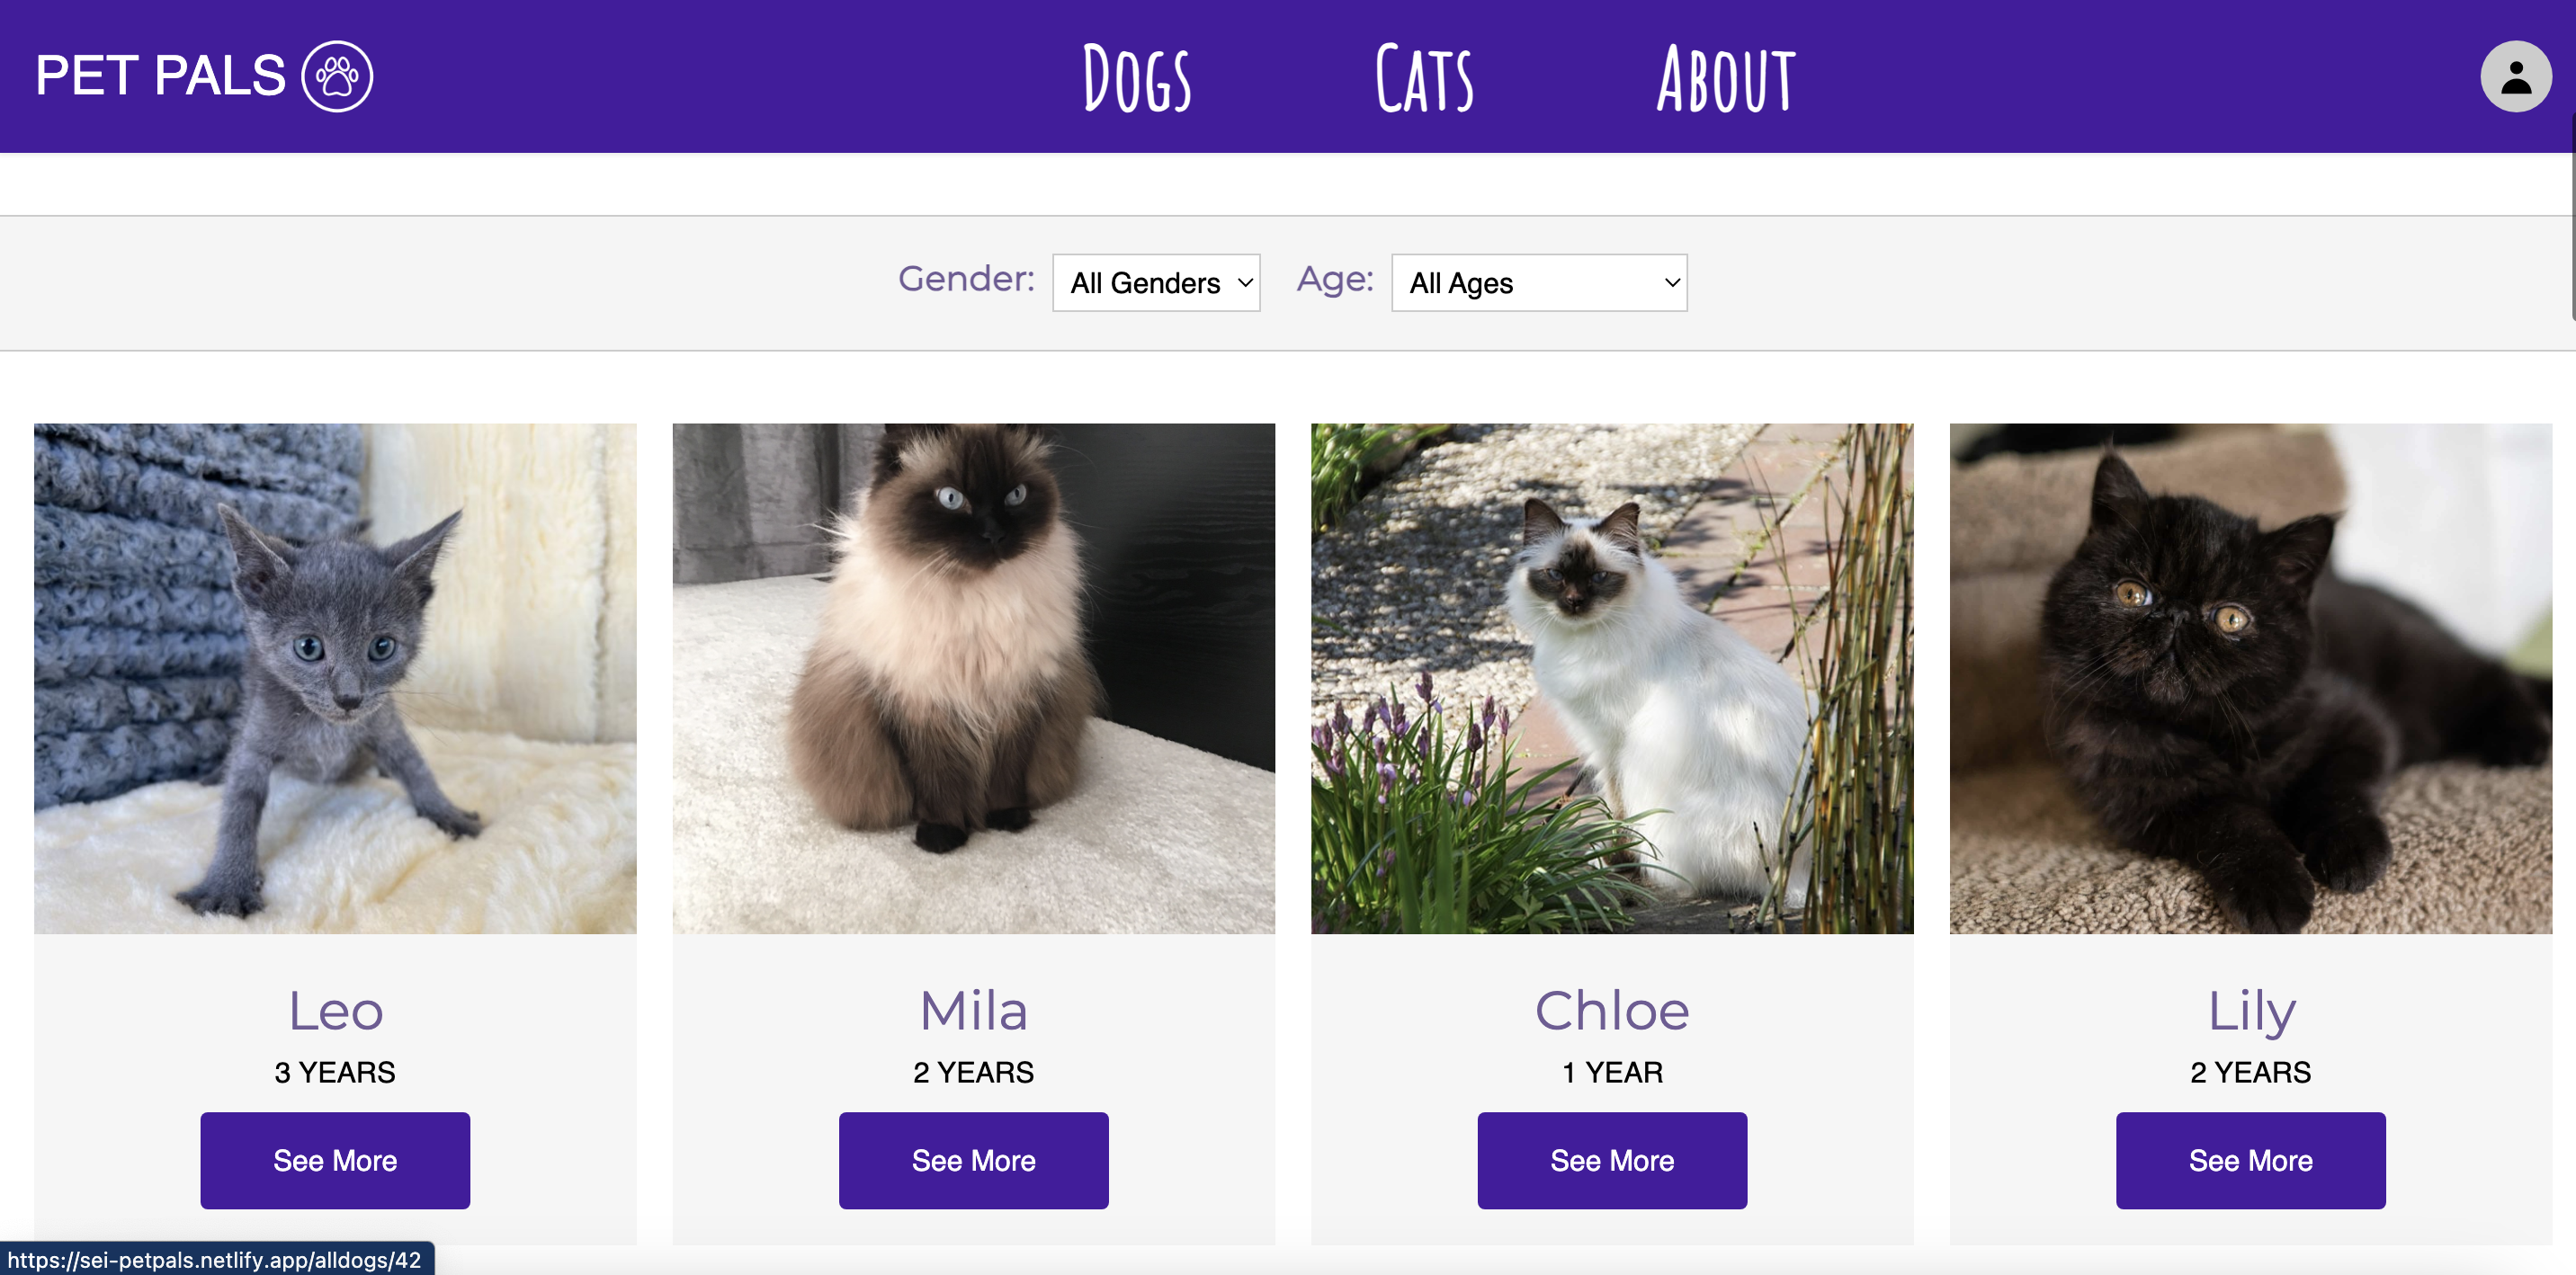 PET PALS
Dogs Cats About
Gender: All Genders Age: All Ages
Leo
3 YEARS
See More
Mila
2 YEARS
See More
Chloe
1 YEAR
See More
Lily
2 YEARS
See More
https://sei-petpals.netlify.app/alldogs/42